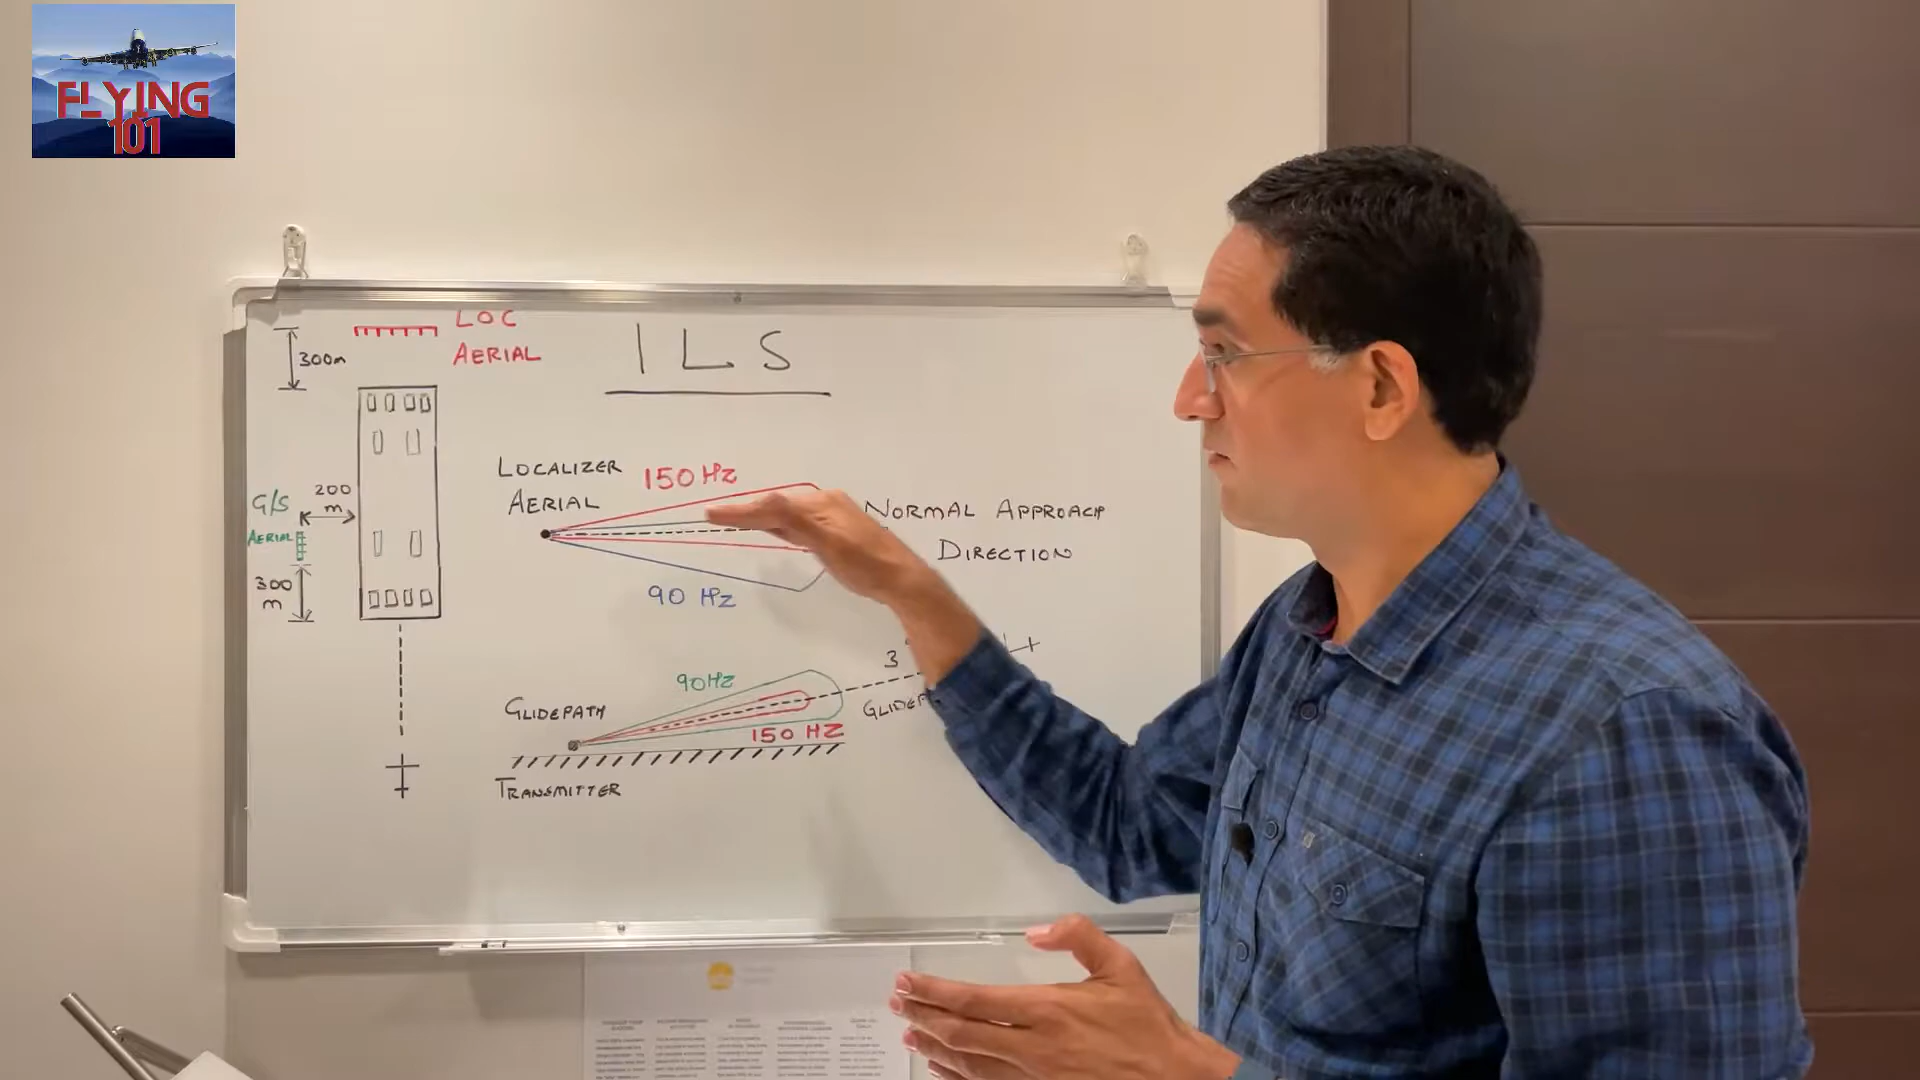 FLYING
101
300m
LOC
AERIAL
ILS
G/S
AERIAL
200
m
300
m
LOCALIZER
AERIAL
150 HZ
90 HZ
NORMAL APPROACH
DIRECTION
GLIDEPATH
TRANSMITTER
90HZ
150 HZ
3